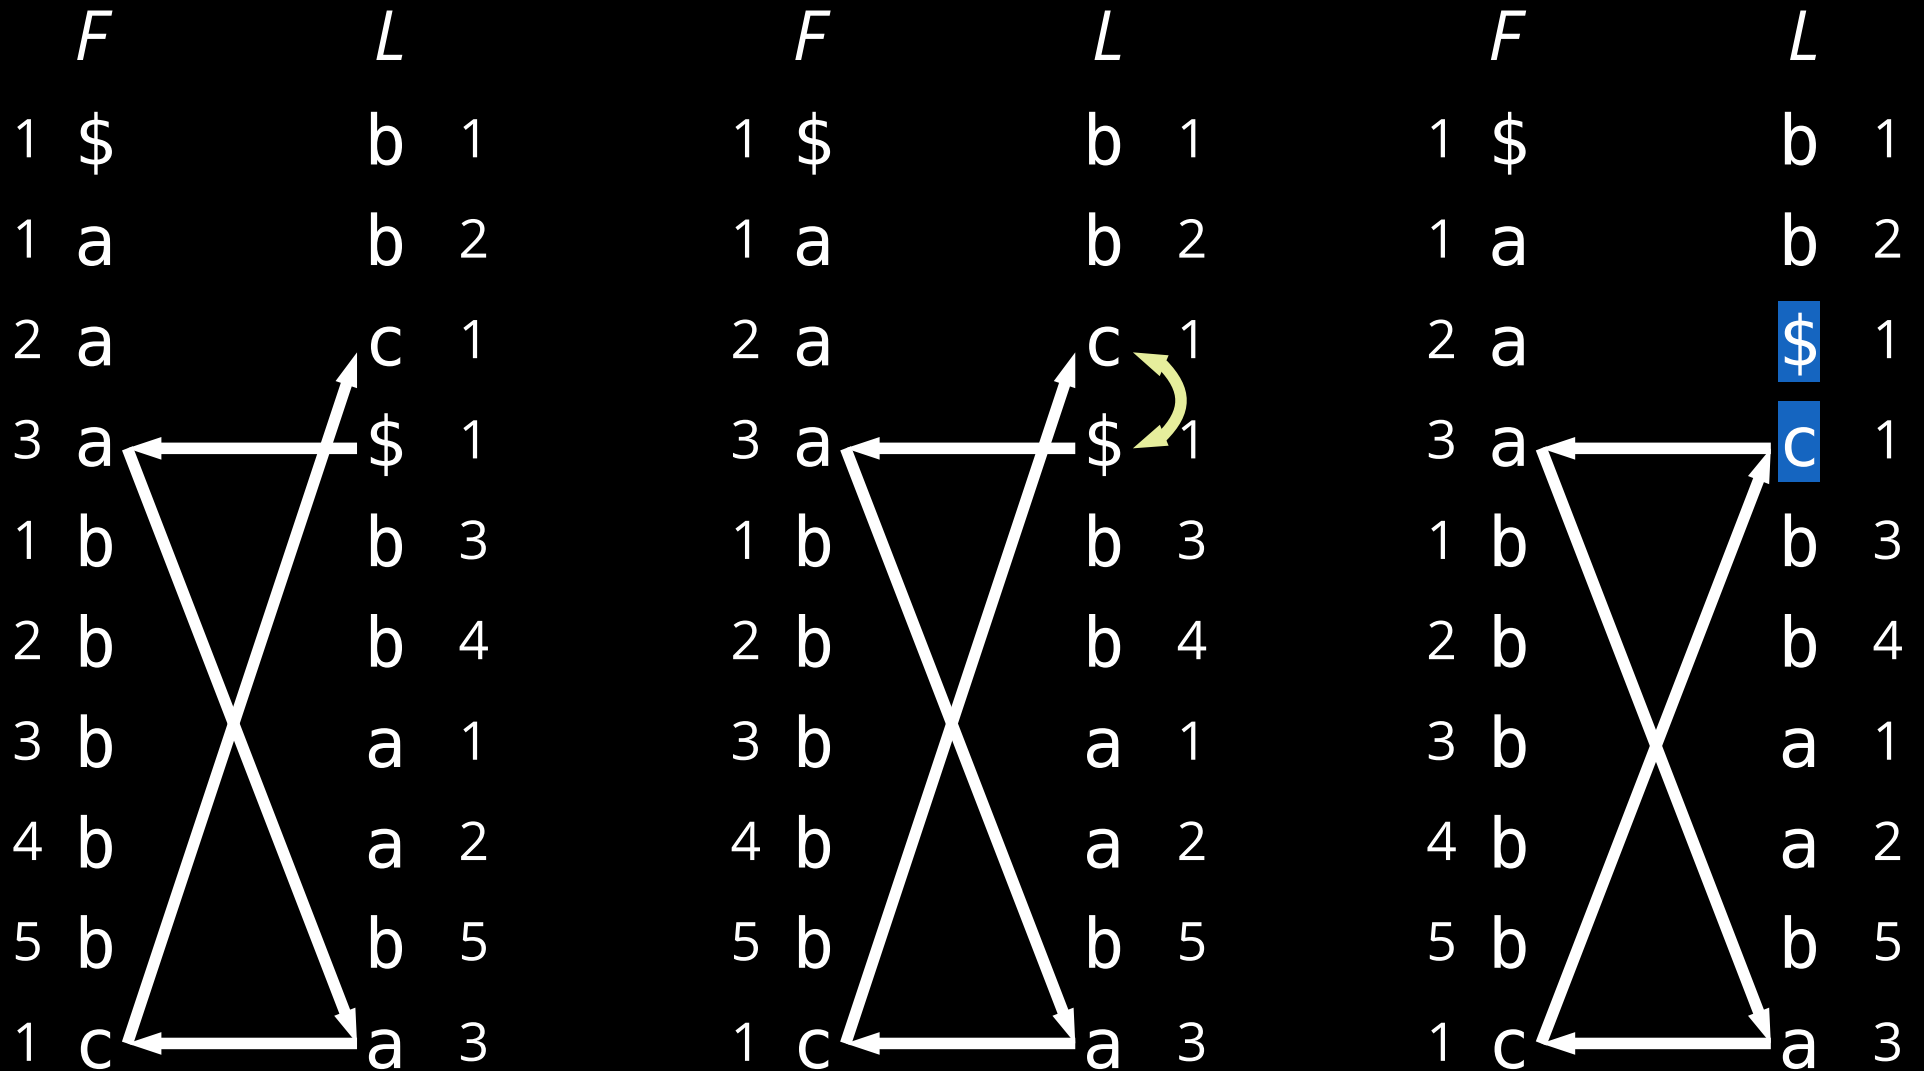 F L F L F L
1 $ b 1 1 $ b 1 1 $ b 1
1 a b 2 1 a b 2 1 a b 2
2 a c 1 2 a c 1 2 a $ 1
3 a $ 1 3 a $ 1 3 a c 1
1 b b 3 1 b b 3 1 b b 3
2 b b 4 2 b b 4 2 b b 4
3 b a 1 3 b a 1 3 b a 1
4 b a 2 4 b a 2 4 b a 2
5 b b 5 5 b b 5 5 b b 5
1 c a 3 1 c a 3 1 c a 3